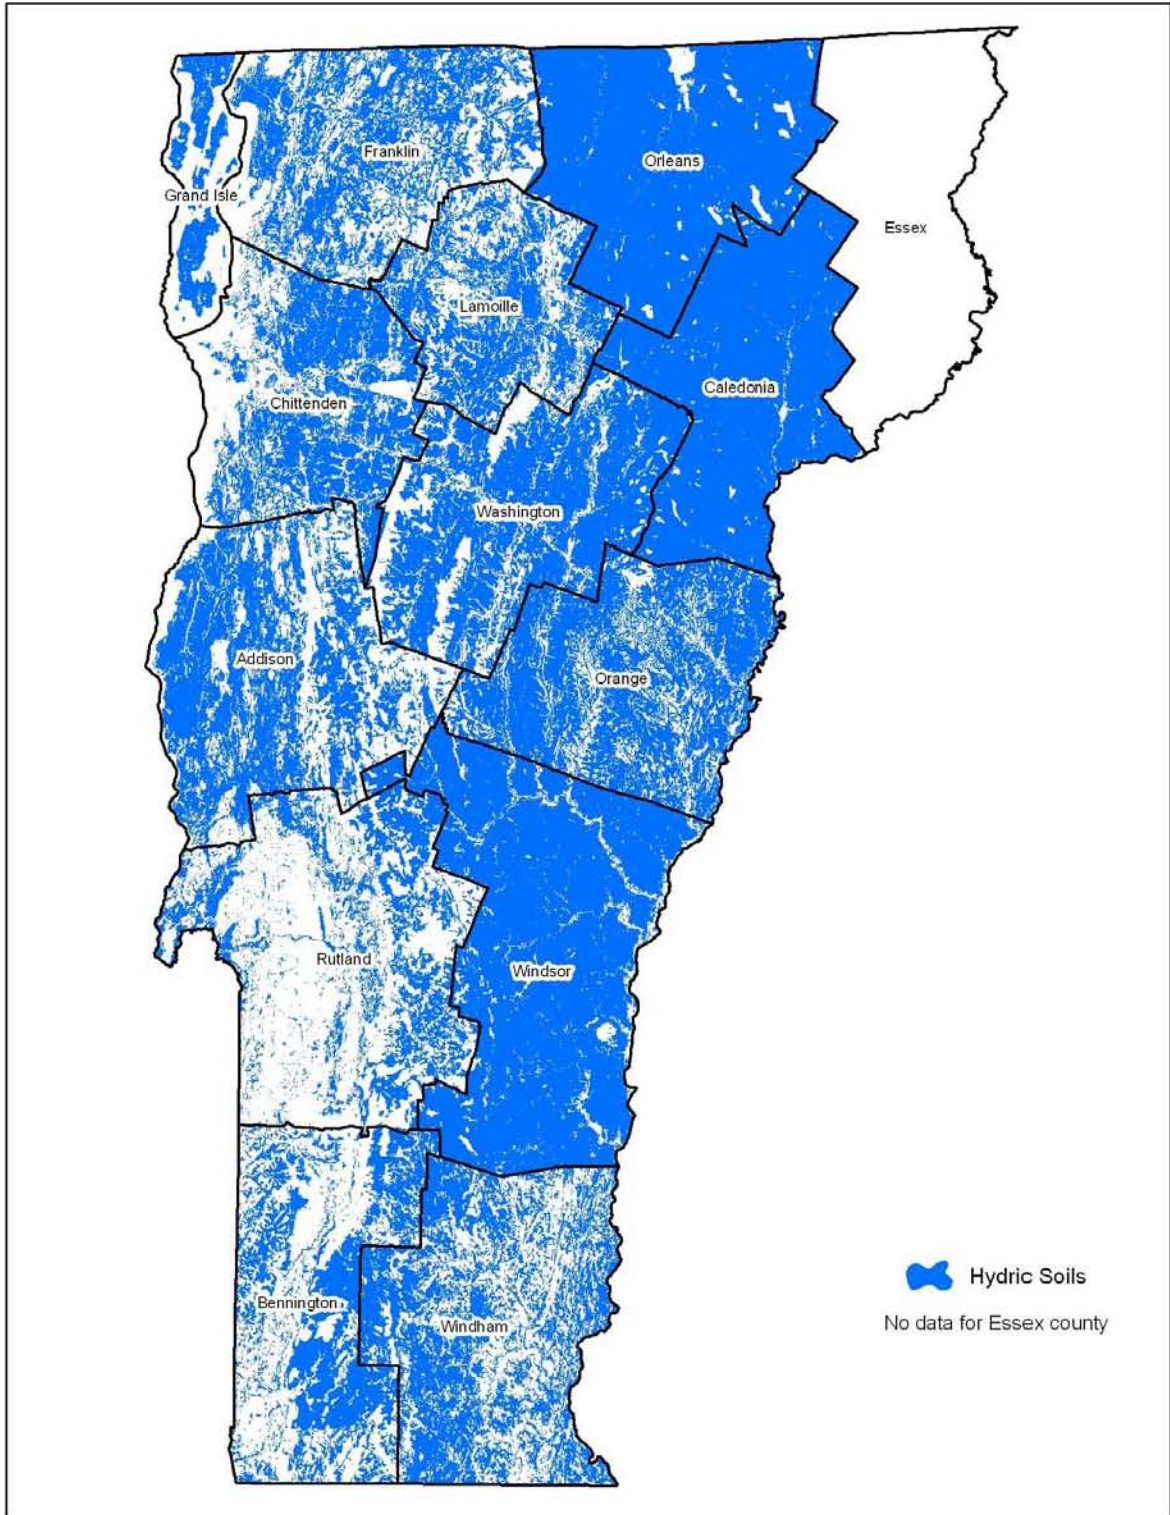 Franklin
Orleans
Grand Isle
Essex
Lamoille
Caledonia
Chittenden
Washington
Addison
Orange
Rutland
Windsor
Hydric Soils
Bennington
No data for Essex county
Windham